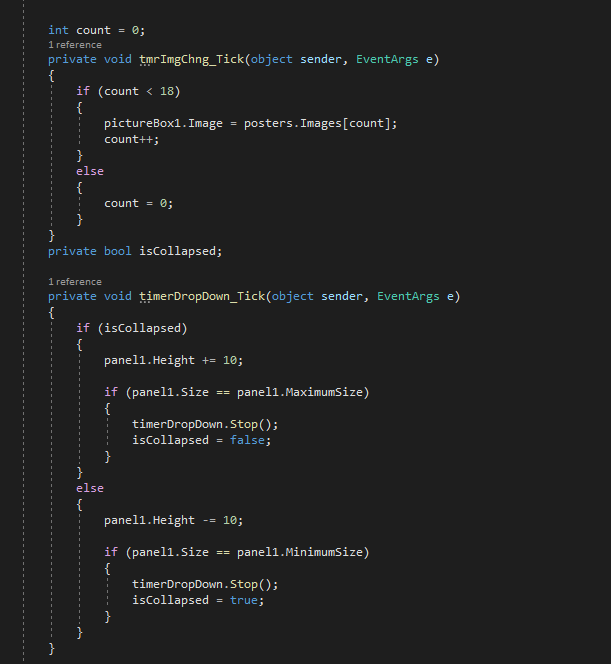 int count = 0;
1 reference
private void tmrImgChng_Tick(object sender, EventArgs e)
{
if (count < 18)
{
pictureBox1.Image = posters.Images[count];
count++;
}
else
{
count = 0;
}
}
private bool isCollapsed;
1 reference
private void timerDropDown_Tick(object sender, EventArgs e)
{
if (isCollapsed)
{
panel1.Height += 10;
if (panel1.Size == panel1.MaximumSize)
{
timerDropDown.Stop();
isCollapsed = false;
}
}
else
{
panel1.Height -= 10;
if (panel1.Size == panel1.MinimumSize)
{
timerDropDown.Stop();
isCollapsed = true;
}
}
}